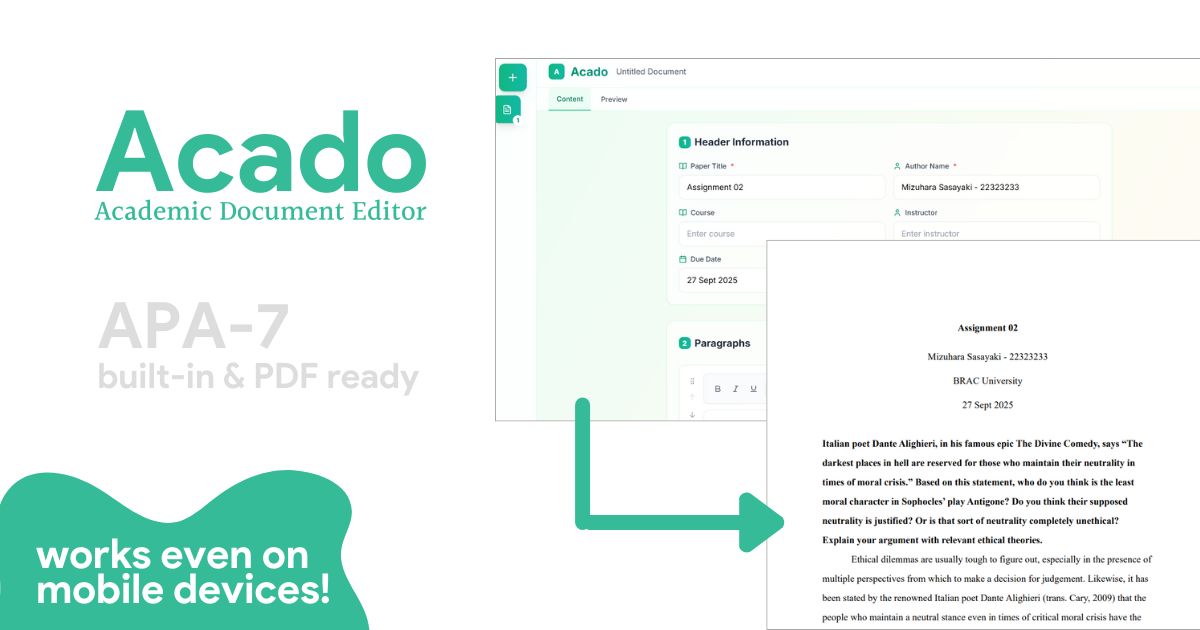 Acado
Academic Document Editor
APA-7
built-in & PDF ready
works even on
mobile devices!
+
1
A Acado Untitled Document
Content Preview
1 Header Information
Paper Title *
Author Name *
Assignment 02
Mizuhara Sasayaki - 22323233
Course
Instructor
Enter course
Enter instructor
Due Date
27 Sept 2025
2 Paragraphs
B I U
Assignment 02
Mizuhara Sasayaki - 22323233
BRAC University
27 Sept 2025
Italian poet Dante Alighieri, in his famous epic The Divine Comedy, says “The
darkest places in hell are reserved for those who maintain their neutrality in
times of moral crisis.” Based on this statement, who do you think is the least
moral character in Sophocles’ play Antigone? Do you think their supposed
neutrality is justified? Or is that sort of neutrality completely unethical?
Explain your argument with relevant ethical theories.
Ethical dilemmas are usually tough to figure out, especially in the presence of
multiple perspectives from which to make a decision for judgement. Likewise, it has
been stated by the renowned Italian poet Dante Alighieri (trans. Cary, 2009) that the
people who maintain a neutral stance even in times of critical moral crisis have the